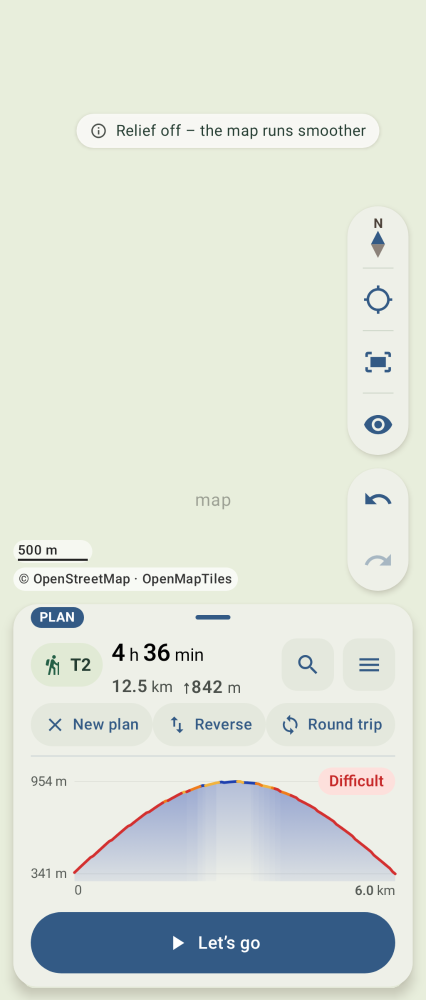 Relief off – the map runs smoother
N
map
500 m
© OpenStreetMap · OpenMapTiles
PLAN
T2
4 h 36 min
12.5 km ↑842 m
New plan
Reverse
Round trip
954 m
Difficult
341 m
0
6.0 km
Let’s go